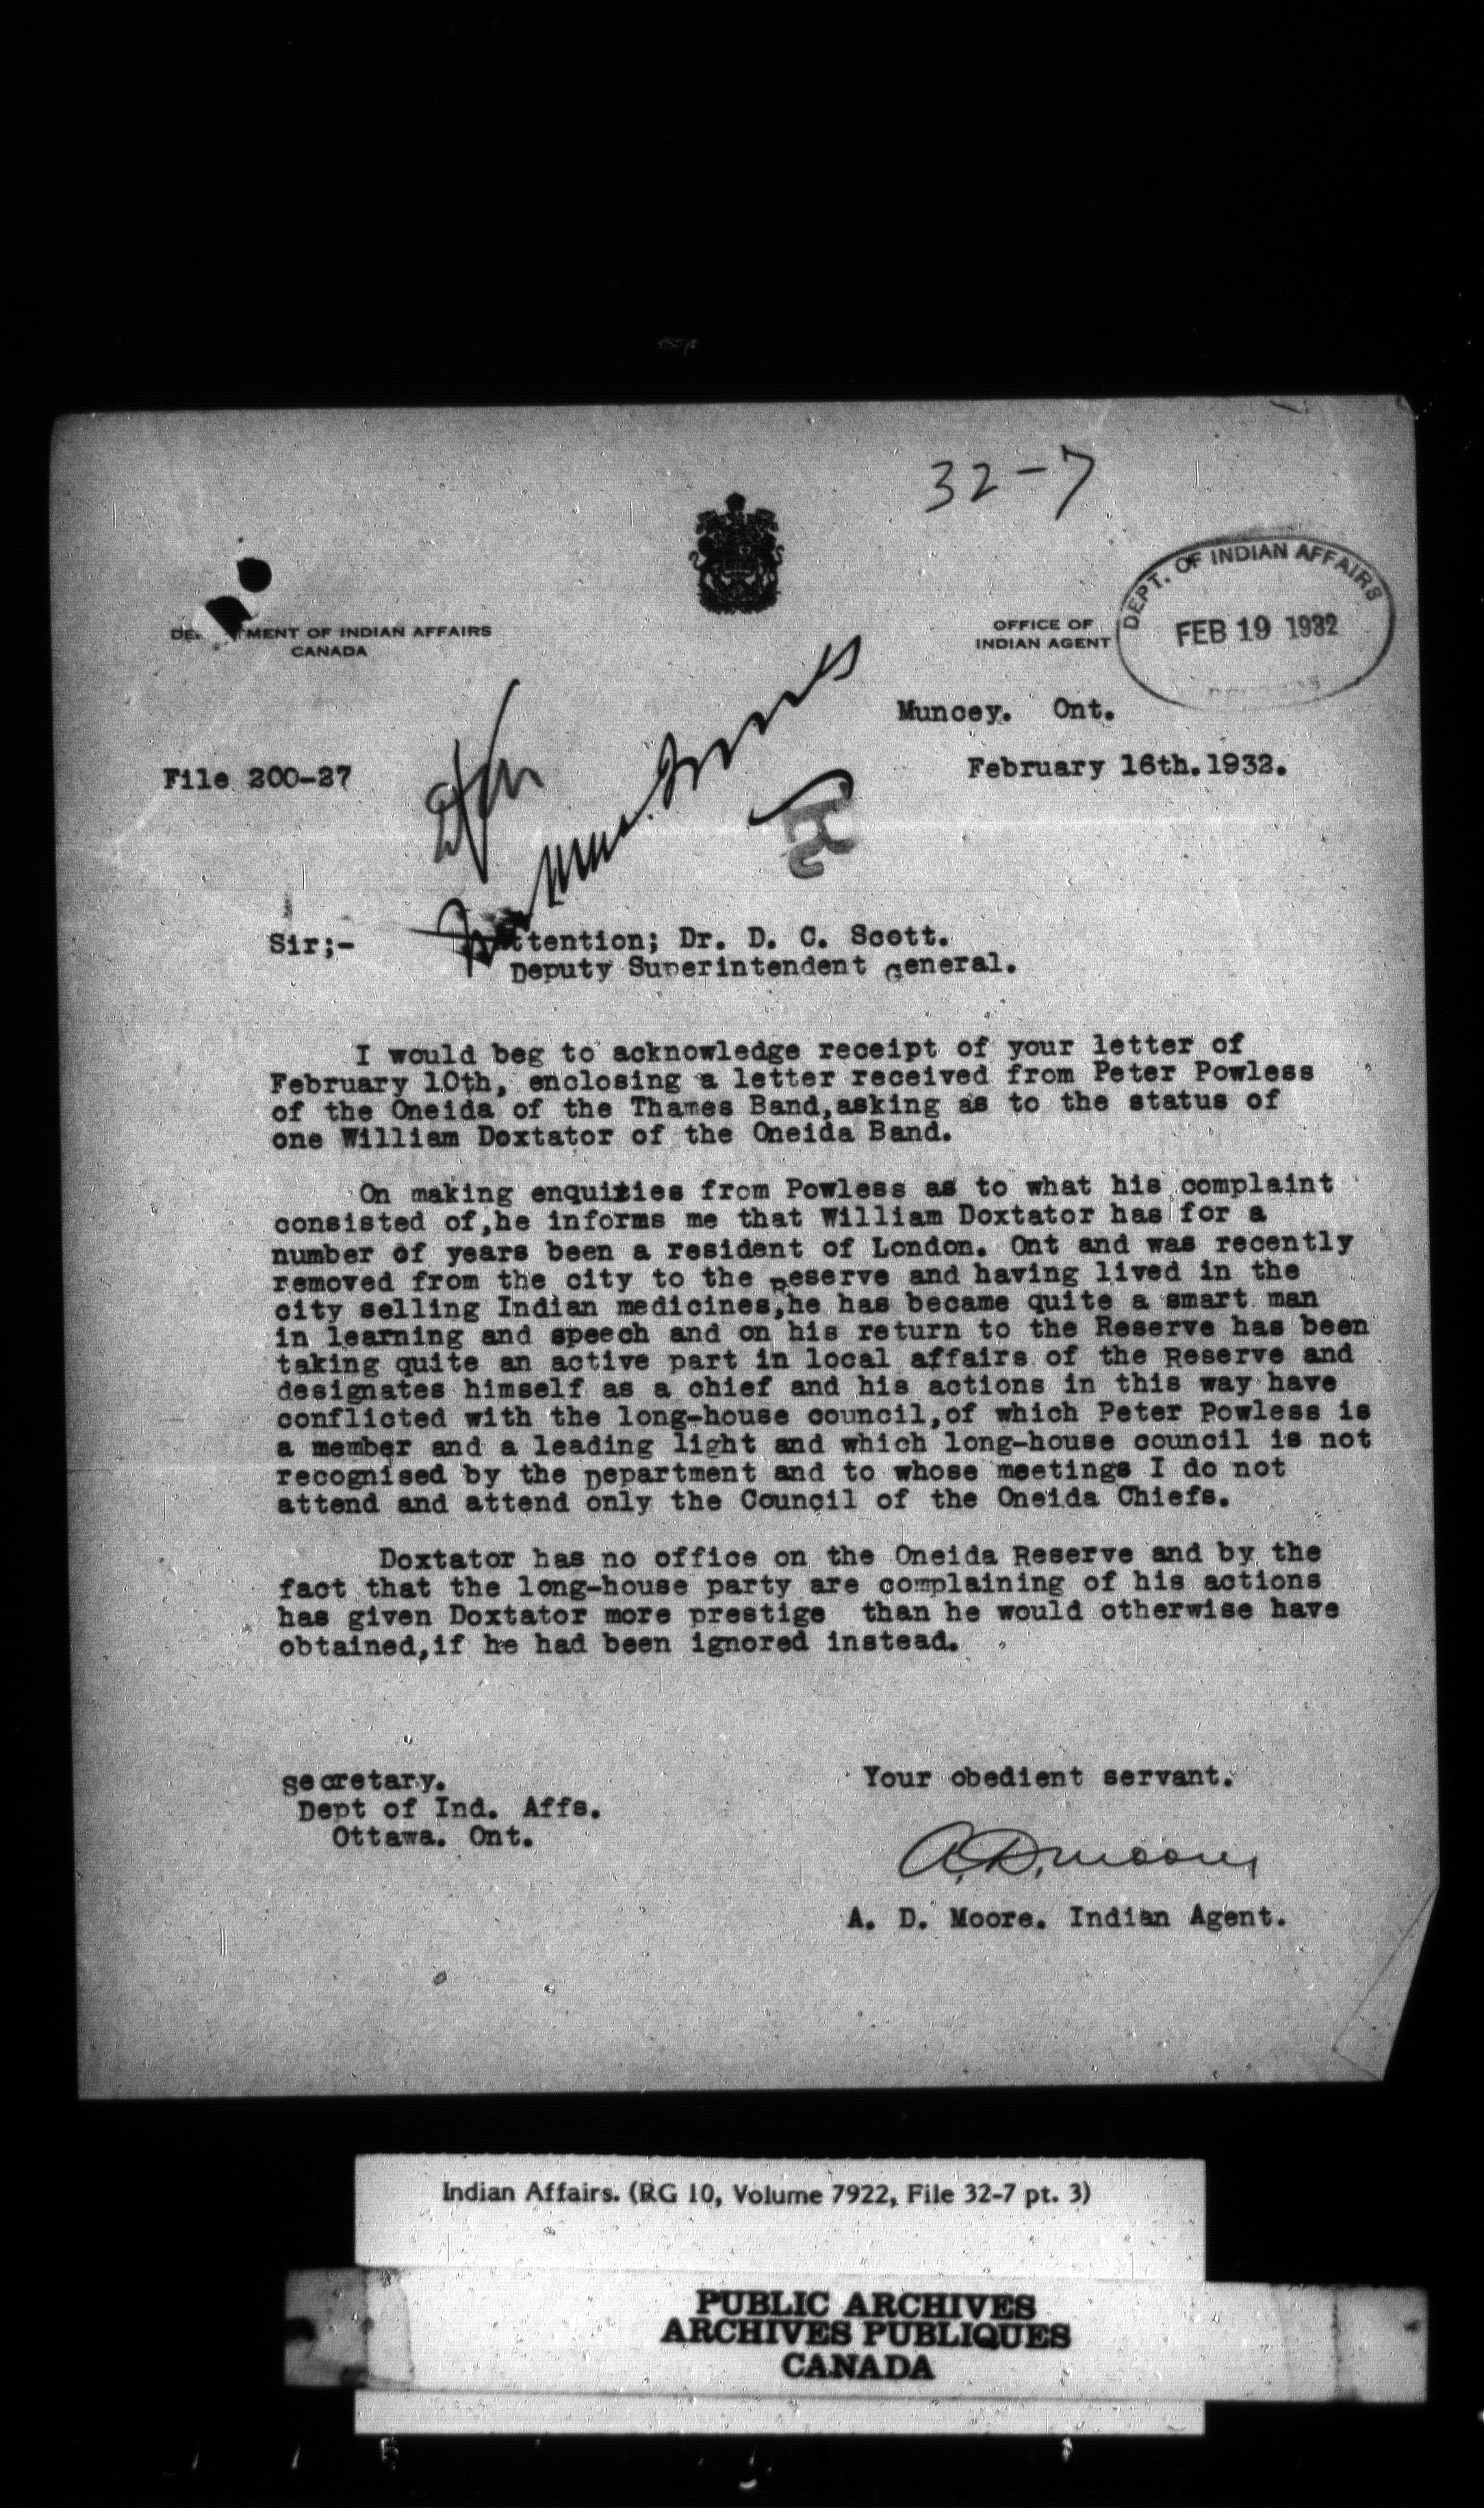 32-7
DEPARTMENT OF INDIAN AFFAIRS
CANADA
OFFICE OF
INDIAN AGENT
DEPT. OF INDIAN AFFAIRS
FEB 19 1932
Muncey. Ont.
File 200-27
February 16th.1932.
Sir;-
Attention; Dr. D. C. Scott.
Deputy Superintendent General.
I would beg to acknowledge receipt of your letter of
February 10th, enclosing a letter received from Peter Powless
of the Oneida of the Thames Band,asking as to the status of
one William Doxtator of the Oneida Band.
On making enquiries from Powless as to what his complaint
consisted of,he informs me that William Doxtator has for a
number of years been a resident of London. Ont and was recently
removed from the city to the Reserve and having lived in the
city selling Indian medicines,he has became quite a smart man
in learning and speech and on his return to the Reserve has been
taking quite an active part in local affairs of the Reserve and
designates himself as a chief and his actions in this way have
conflicted with the long-house council,of which Peter Powless is
a member and a leading light and which long-house council is not
recognised by the Department and to whose meetings I do not
attend and attend only the Council of the Oneida Chiefs.
Doxtator has no office on the Oneida Reserve and by the
fact that the long-house party are complaining of his actions
has given Doxtator more prestige than he would otherwise have
obtained,if he had been ignored instead.
Secretary.
Dept of Ind. Affs.
Ottawa. Ont.
Your obedient servant.
A. D. Moore
A. D. Moore. Indian Agent.
Indian Affairs. (RG 10, Volume 7922, File 32-7 pt. 3)
PUBLIC ARCHIVES
ARCHIVES PUBLIQUES
CANADA